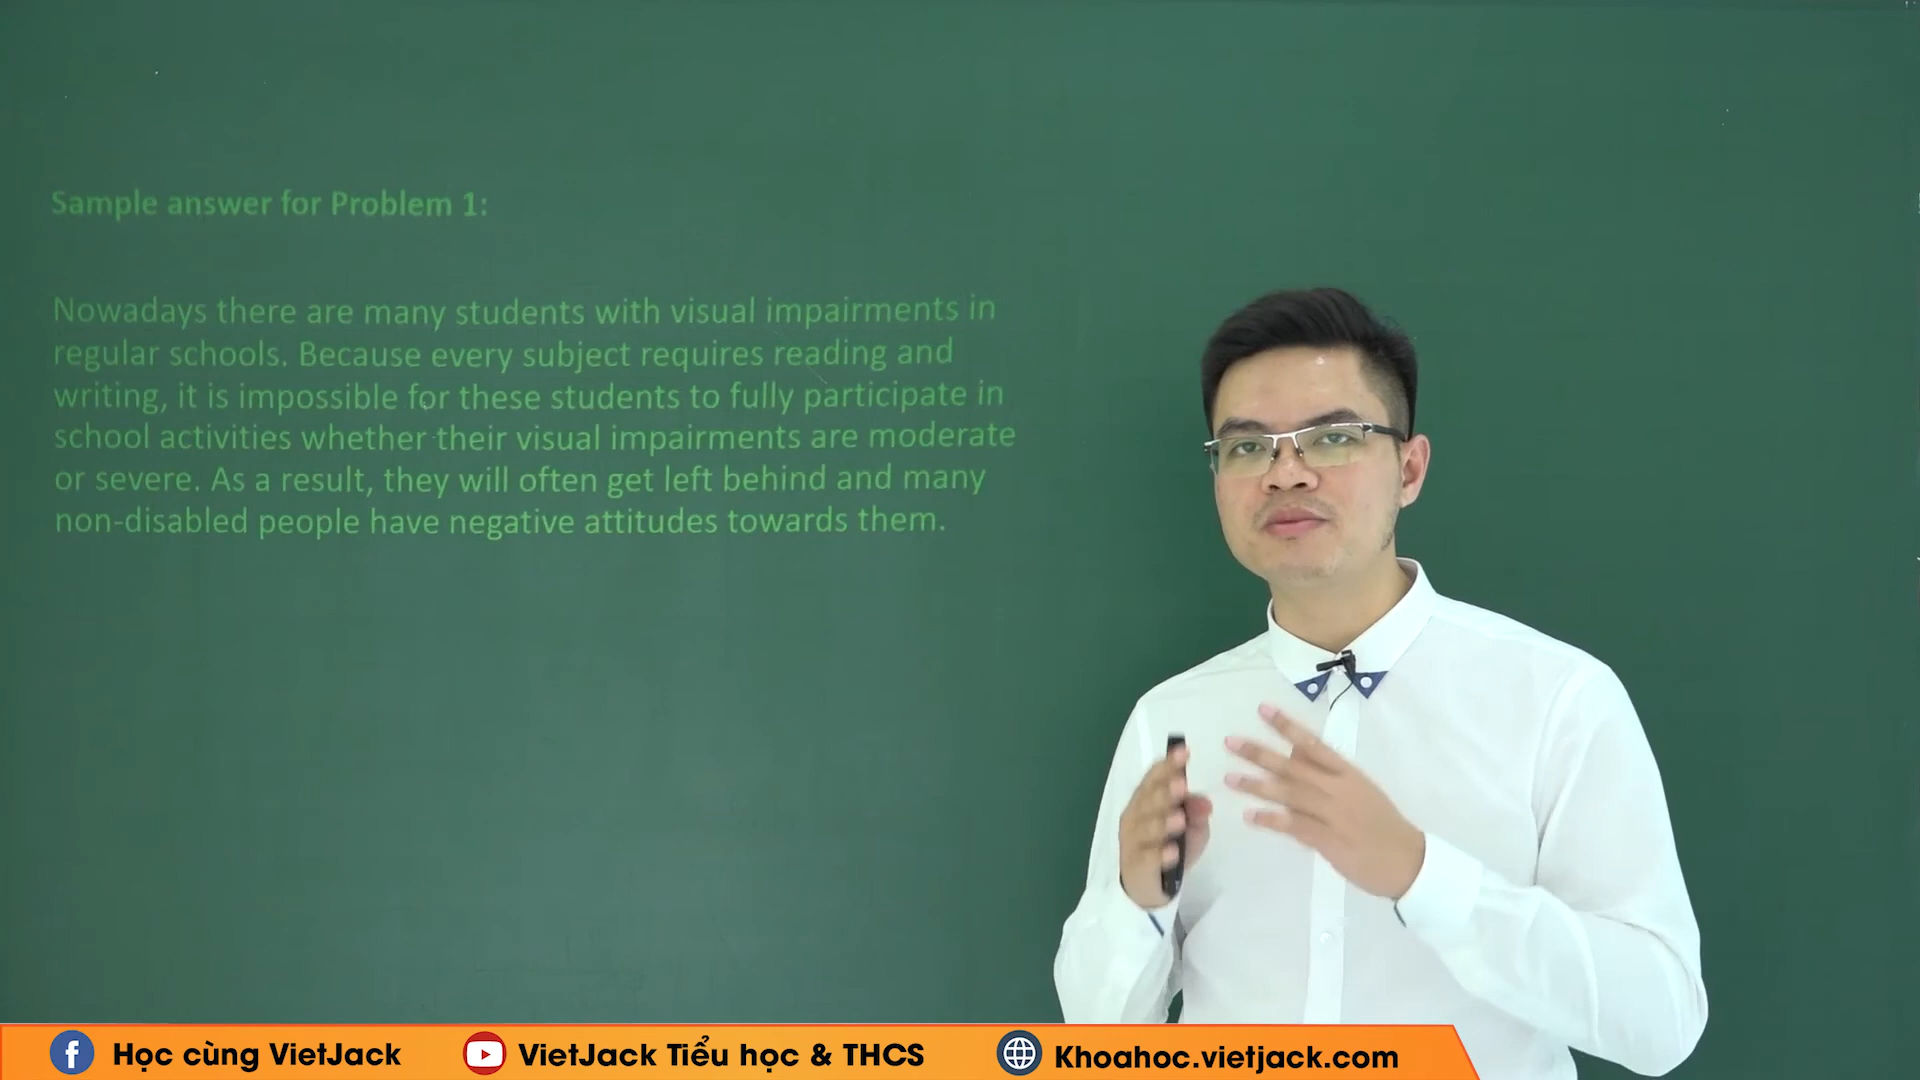 Sample answer for Problem 1:
Nowadays there are many students with visual impairments in
regular schools. Because every subject requires reading and
writing, it is impossible for these students to fully participate in
school activities whether their visual impairments are moderate
or severe. As a result, they will often get left behind and many
non-disabled people have negative attitudes towards them.
Học cùng VietJack
VietJack Tiểu học & THCS
Khoahoc.vietjack.com